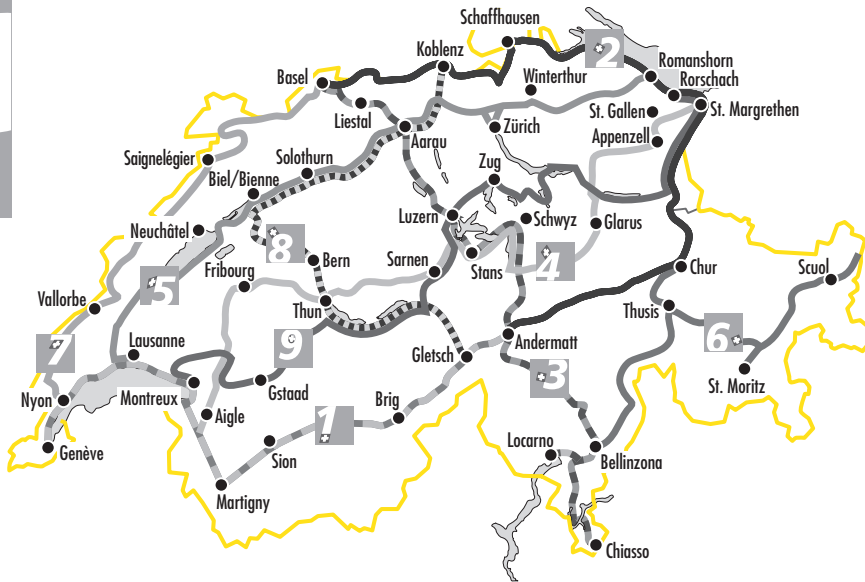 Schaffhausen
Koblenz
2
Romanshorn
Basel
Winterthur
Rorschach
St. Gallen
St. Margrethen
Liestal
Zürich
Aarau
Appenzell
Saignelégier
Solothurn
Zug
Biel/Bienne
Luzern
Schwyz
Glarus
Neuchâtel
8
Bern
Sarnen
Stans
4
Fribourg
5
Chur
Scuol
Vallorbe
Thun
Thusis
7
Lausanne
9
Gletsch
Andermatt
6
3
St. Moritz
Nyon
Montreux
Gstaad
Brig
Aigle
1
Genève
Sion
Locarno
Bellinzona
Martigny
Chiasso